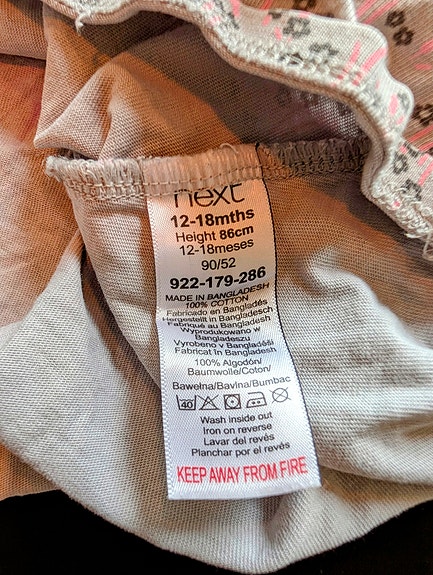 next
12-18mths
Height 86cm
12-18meses
90/52
922-179-286
MADE IN BANGLADESH
100% COTTON
Fabricado en Bangladés
Hergestellt in Bangladesch
Fabriqué au Bangladesh
Wyprodukowano w
Bangladeszu
Vyrobeno v Bangladéši
Fabricat în Bangladesh
100% Algodón/
Baumwolle/Coton/
Bawełna/Bavlna/Bumbac
40
Wash inside out
Iron on reverse
Lavar del revés
Planchar por el revés
KEEP AWAY FROM FIRE